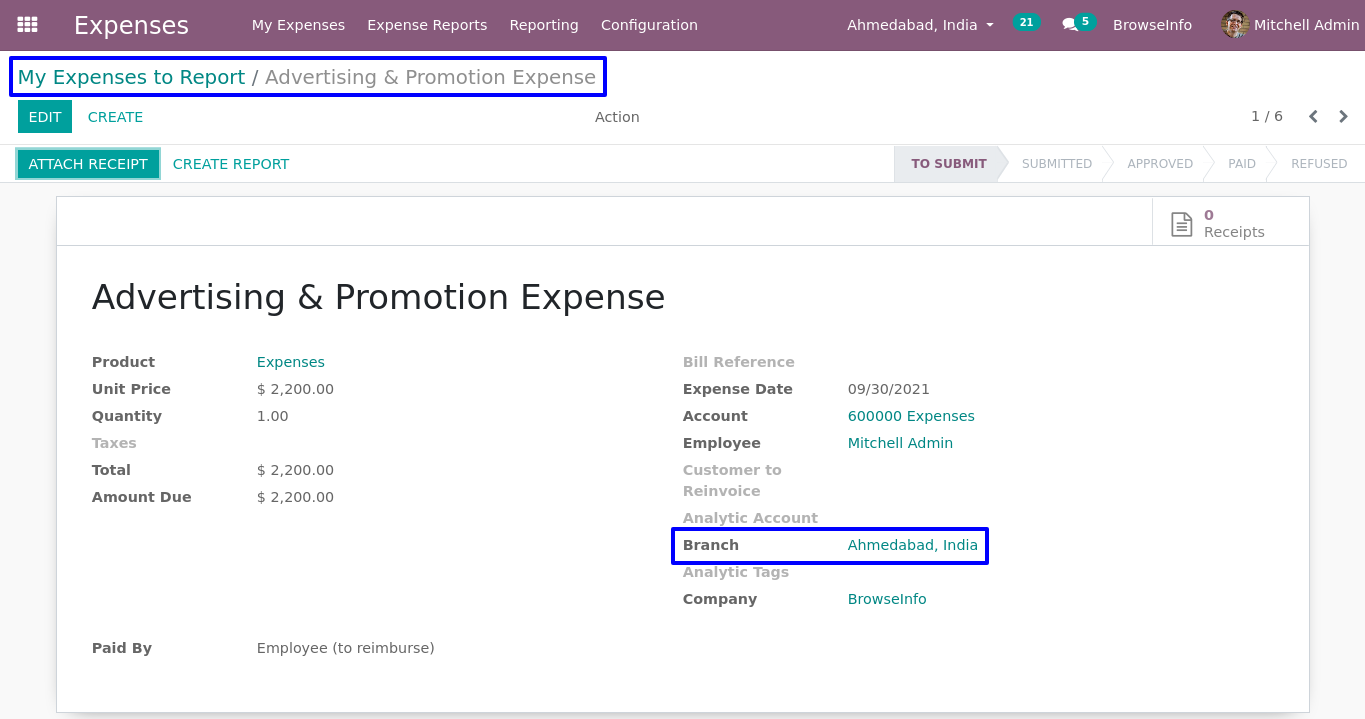 Expenses My Expenses Expense Reports Reporting Configuration Ahmedabad, India 21 5 BrowseInfo Mitchell Admin
My Expenses to Report / Advertising & Promotion Expense
EDIT CREATE Action 1 / 6
ATTACH RECEIPT CREATE REPORT TO SUBMIT SUBMITTED APPROVED PAID REFUSED
0
Receipts
Advertising & Promotion Expense
Product Expenses
Unit Price $ 2,200.00
Quantity 1.00
Taxes
Total $ 2,200.00
Amount Due $ 2,200.00
Bill Reference
Expense Date 09/30/2021
Account 600000 Expenses
Employee Mitchell Admin
Customer to
Reinvoice
Analytic Account
Branch Ahmedabad, India
Analytic Tags
Company BrowseInfo
Paid By Employee (to reimburse)